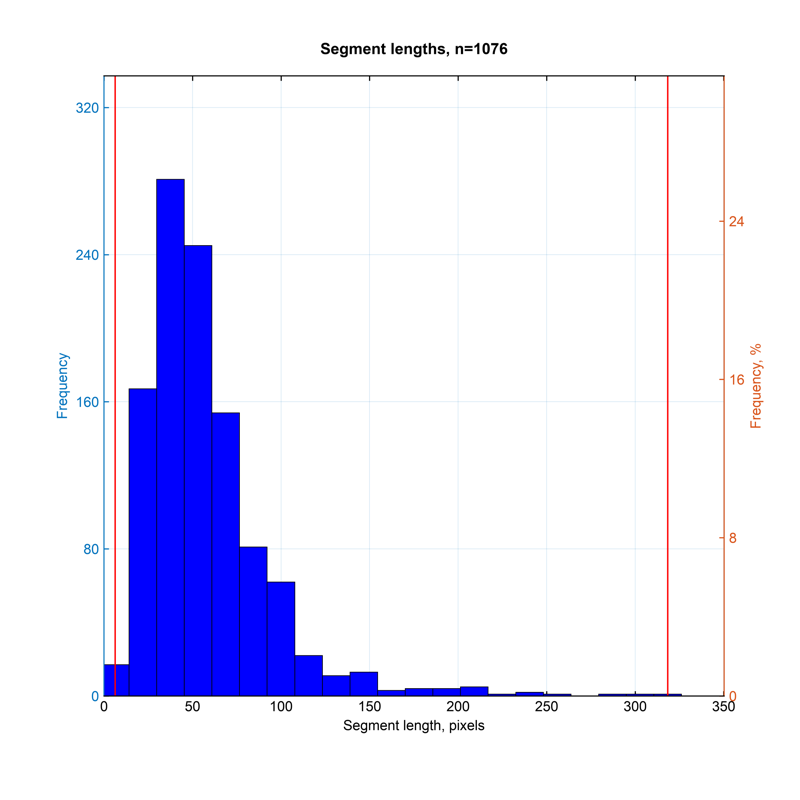 Segment lengths, n=1076
320
240
160
80
0
Frequency
24
16
8
0
Frequency, %
0 50 100 150 200 250 300 350
Segment length, pixels